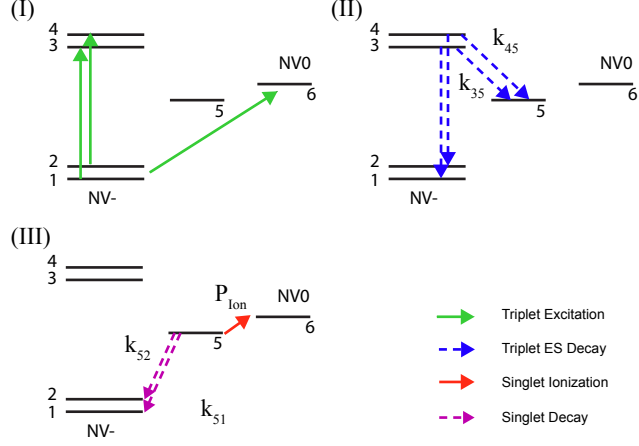 (I)
4
3
NV0
6
5
2
1
NV-
(II)
4
3
k45
k35
NV0
6
5
2
1
NV-
(III)
4
3
PIon
NV0
6
5
k52
2
1
k51
NV-
Triplet Excitation
Triplet ES Decay
Singlet Ionization
Singlet Decay